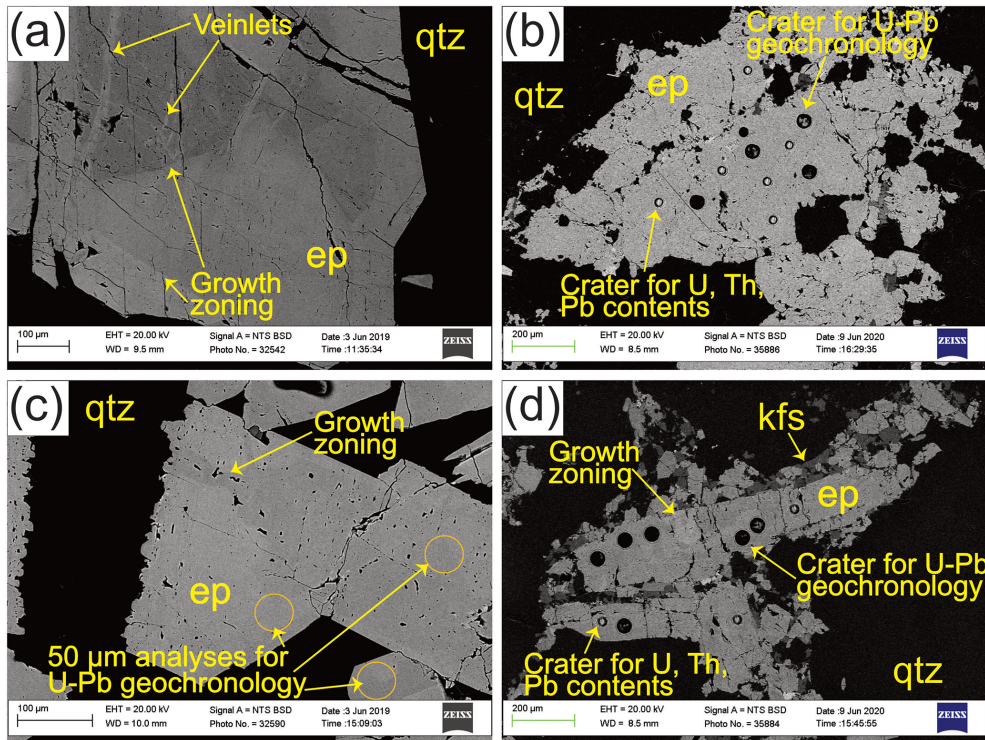 (a)
Veinlets
qtz
Growth
zoning
ep
100 µm
EHT = 20.00 kV
WD = 9.5 mm
Signal A = NTS BSD
Photo No. = 32542
Date :3 Jun 2019
Time :11:35:34
ZEISS
(b)
Crater for U-Pb
geochronology
ep
qtz
Crater for U, Th,
Pb contents
200 µm
EHT = 20.00 kV
WD = 8.5 mm
Signal A = NTS BSD
Photo No. = 35886
Date :9 Jun 2020
Time :16:29:35
ZEISS
(c)
qtz
Growth
zoning
ep
50 µm analyses for
U-Pb geochronology
100 µm
EHT = 20.00 kV
WD = 10.0 mm
Signal A = NTS BSD
Photo No. = 32590
Date :3 Jun 2019
Time :15:09:03
ZEISS
(d)
kfs
Growth
zoning
ep
Crater for U-Pb
geochronology
Crater for U, Th,
Pb contents
qtz
200 µm
EHT = 20.00 kV
WD = 8.5 mm
Signal A = NTS BSD
Photo No. = 35884
Date :9 Jun 2020
Time :15:45:55
ZEISS